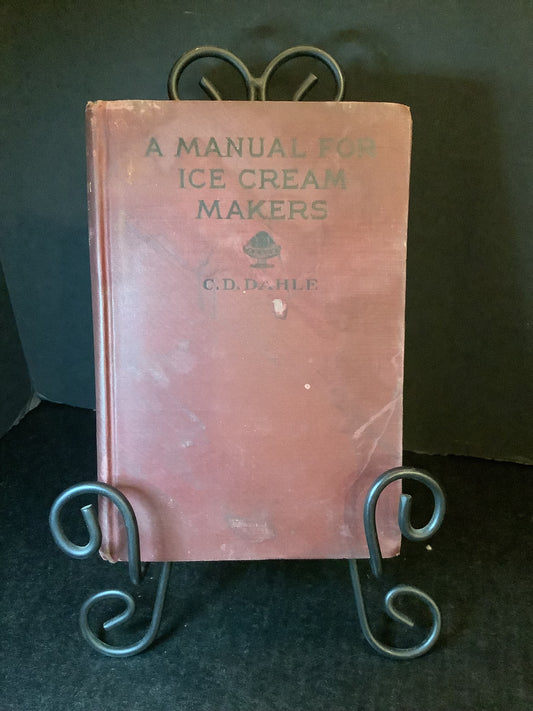 A MANUAL FOR
ICE CREAM
MAKERS
C.D. DAHLE